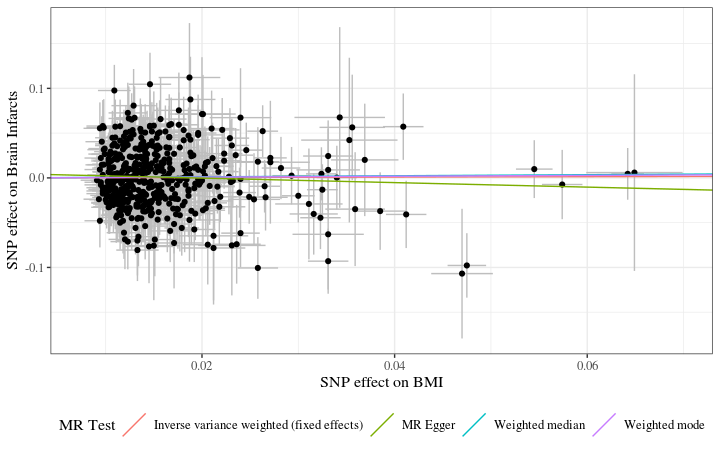 SNP effect on Brain Infarcts
0.1
0.0
-0.1
0.02 0.04 0.06
SNP effect on BMI
MR Test Inverse variance weighted (fixed effects) MR Egger Weighted median Weighted mode